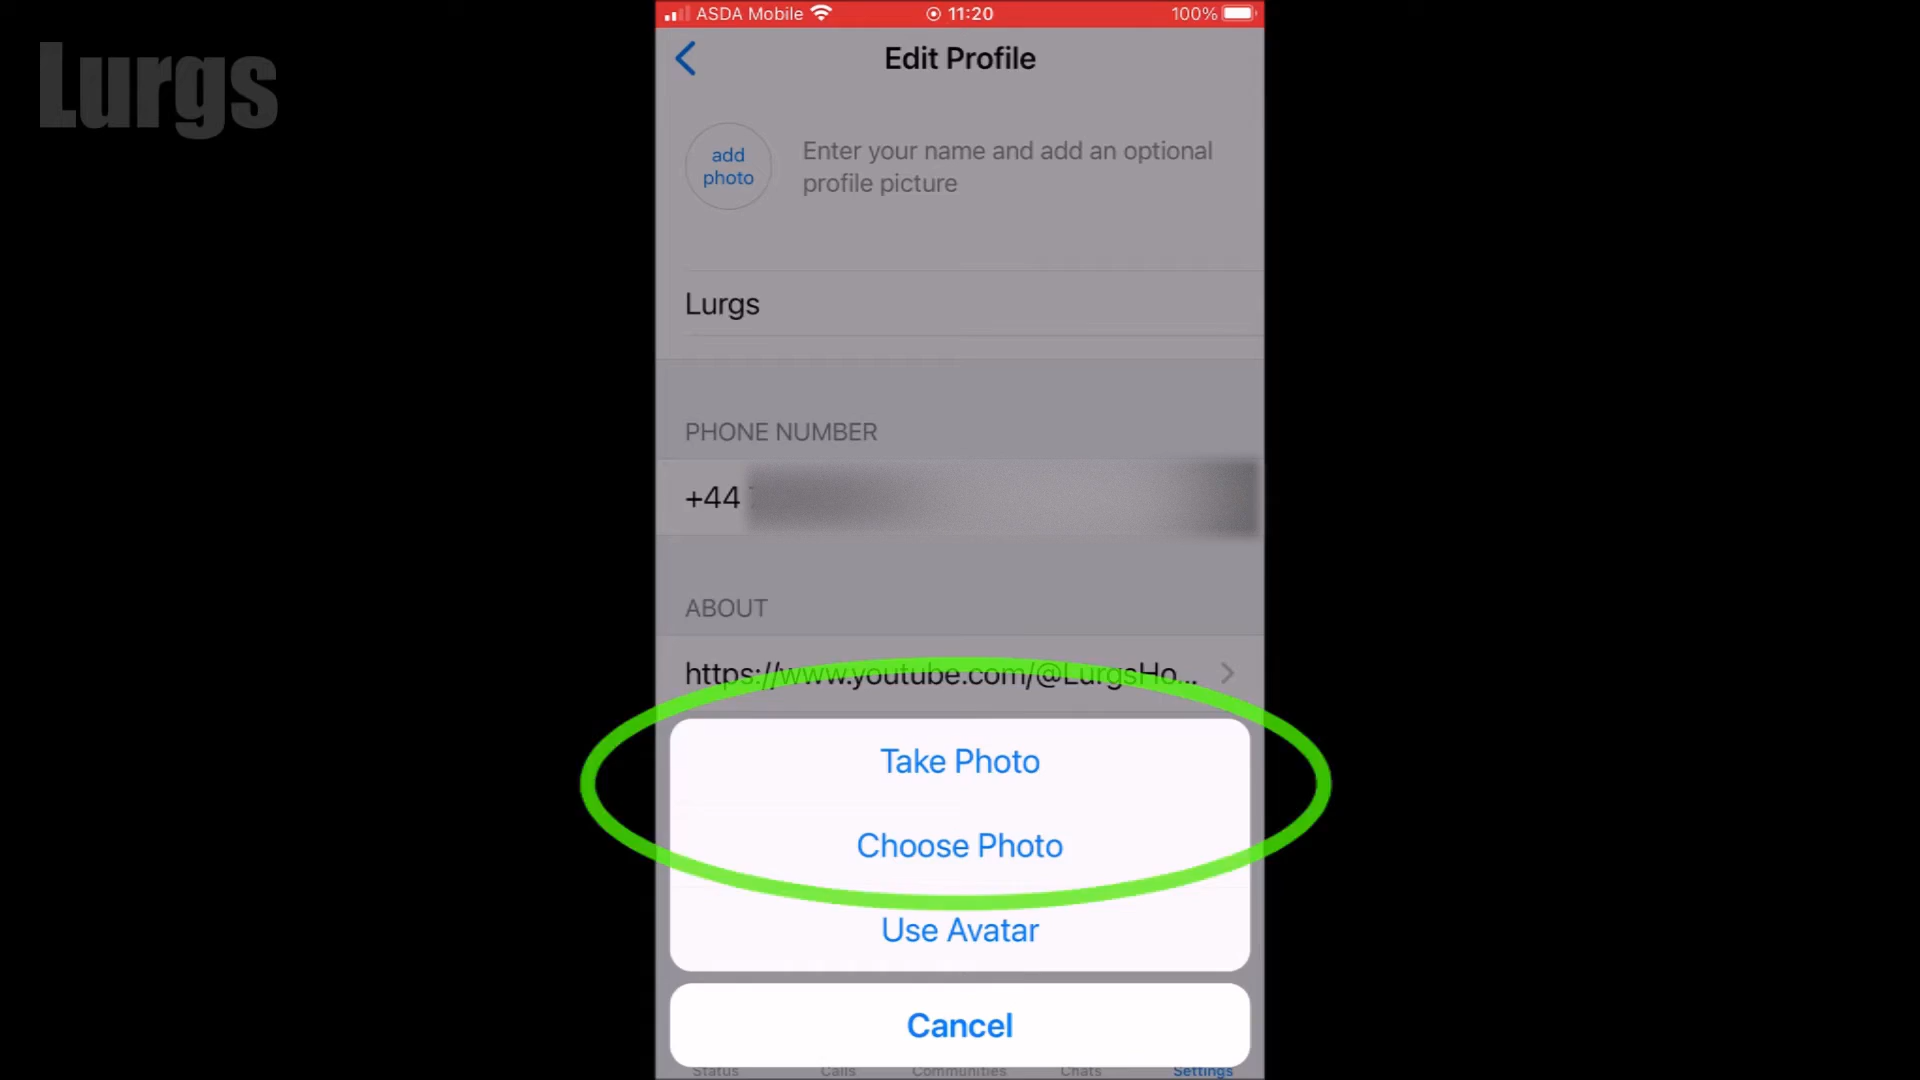 Lurgs
ASDA Mobile 11:20 100%
Edit Profile
add
photo
Enter your name and add an optional
profile picture
Lurgs
PHONE NUMBER
+44
ABOUT
https://www.youtube.com/@LurgsHo...
Take Photo
Choose Photo
Use Avatar
Cancel
Status Calls Communities Chats Settings